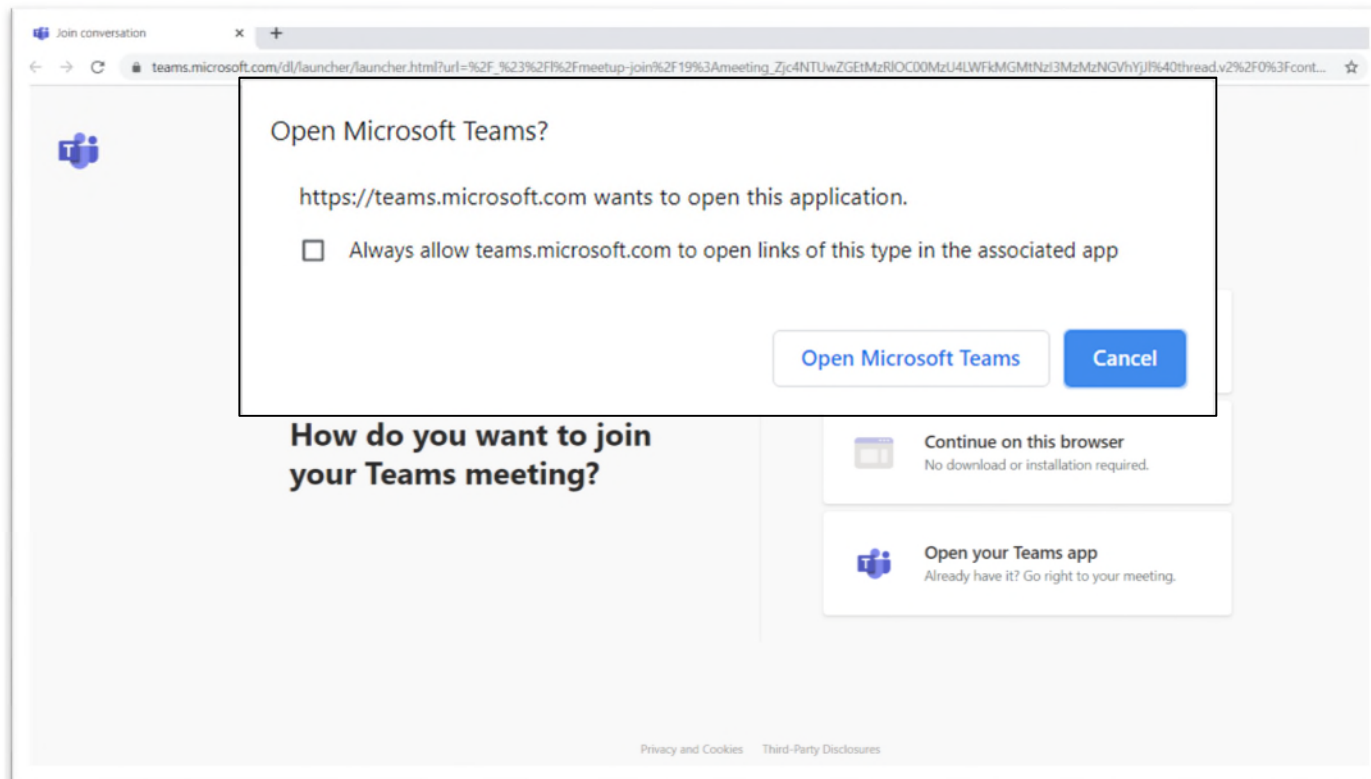 Join conversation
teams.microsoft.com/dl/launcher/launcher.html?url=%2F_%23%2Fl%2Fmeetup-join%2F19%3Ameeting_Zjc4NTUwZGEtMzRlOC00MzU4LWFkMGMtNzI3MzMzNGVhYjJl%40thread.v2%2F0%3Fcont...
Open Microsoft Teams?
https://teams.microsoft.com wants to open this application.
Always allow teams.microsoft.com to open links of this type in the associated app
Open Microsoft Teams
Cancel
How do you want to join
your Teams meeting?
Continue on this browser
No download or installation required.
Open your Teams app
Already have it? Go right to your meeting.
Privacy and Cookies
Third-Party Disclosures